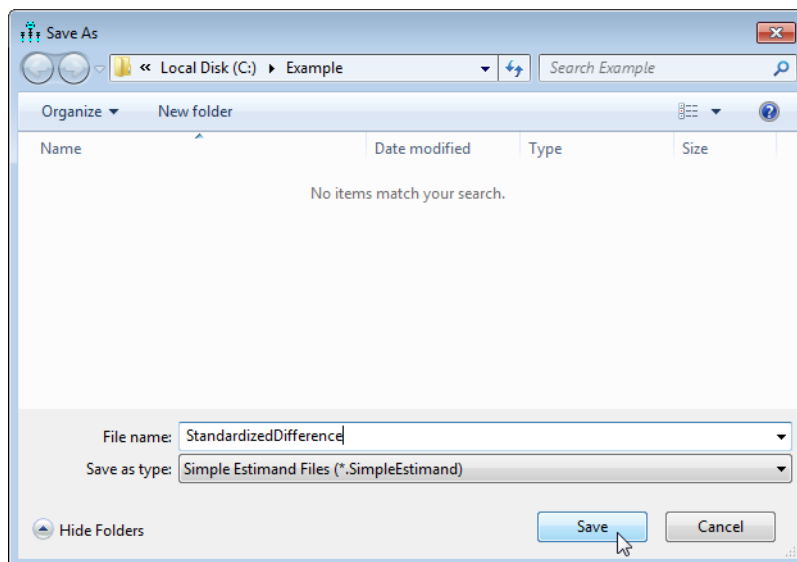 Save As
« Local Disk (C:) ▸ Example Search Example
Organize New folder
Name Date modified Type Size
No items match your search.
File name: StandardizedDifference
Save as type: Simple Estimand Files (*.SimpleEstimand)
Hide Folders Save Cancel